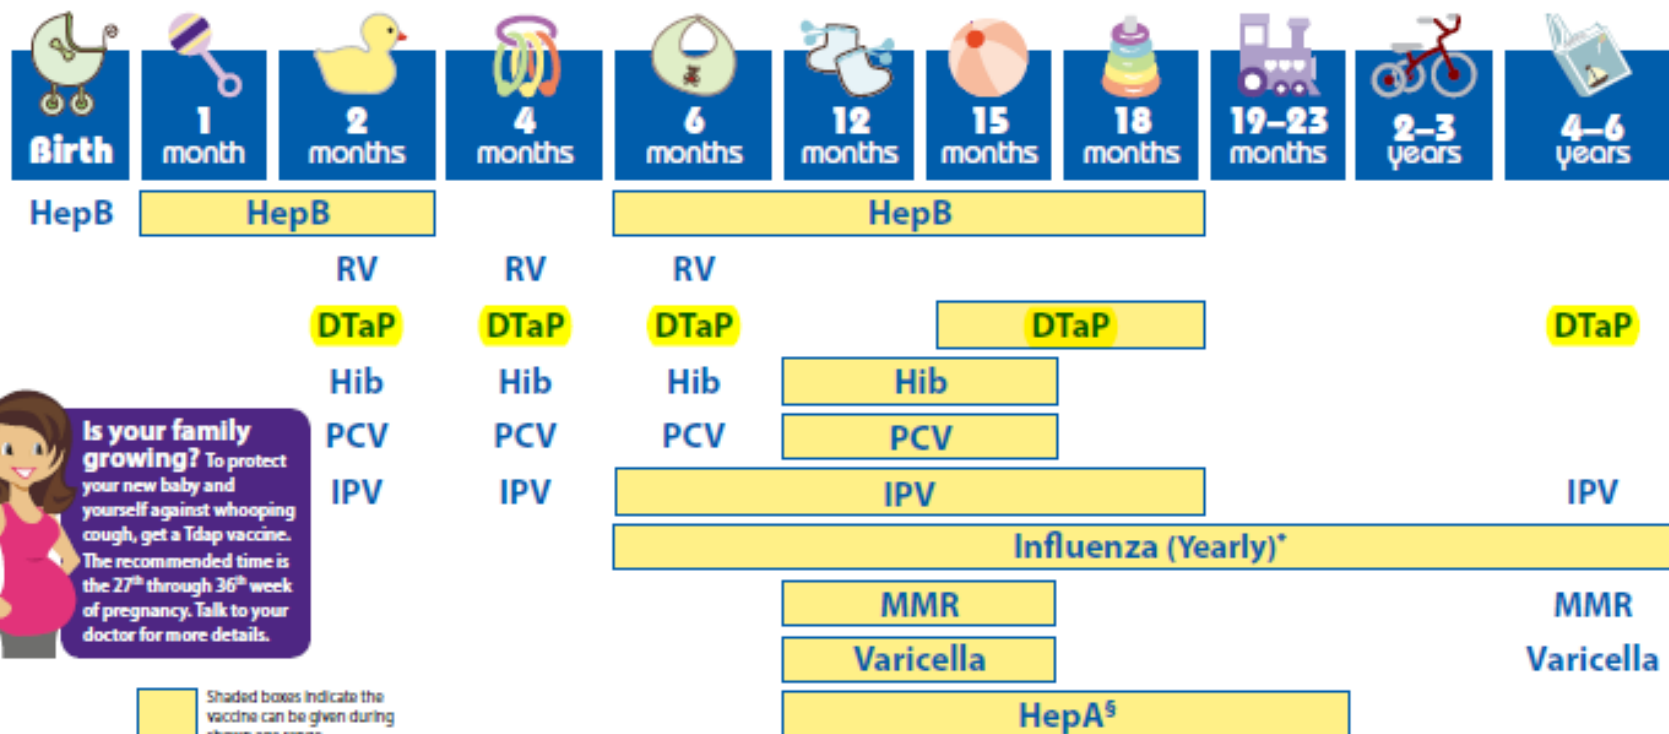 Birth
1 month
2 months
4 months
6 months
12 months
15 months
18 months
19–23 months
2–3 years
4–6 years
HepB HepB HepB
RV RV RV
DTaP DTaP DTaP DTaP DTaP
Hib Hib Hib Hib
PCV PCV PCV PCV
IPV IPV IPV IPV
Influenza (Yearly)*
MMR MMR
Varicella Varicella
HepA§
Is your family
growing? To protect
your new baby and
yourself against whooping
cough, get a Tdap vaccine.
The recommended time is
the 27th through 36th week
of pregnancy. Talk to your
doctor for more details.
Shaded boxes indicate the
vaccine can be given during